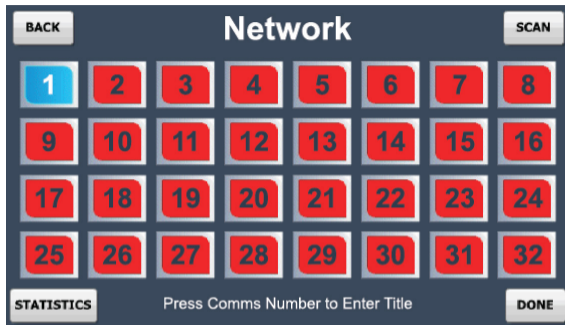 BACK Network SCAN
1 2 3 4 5 6 7 8
9 10 11 12 13 14 15 16
17 18 19 20 21 22 23 24
25 26 27 28 29 30 31 32
STATISTICS Press Comms Number to Enter Title DONE